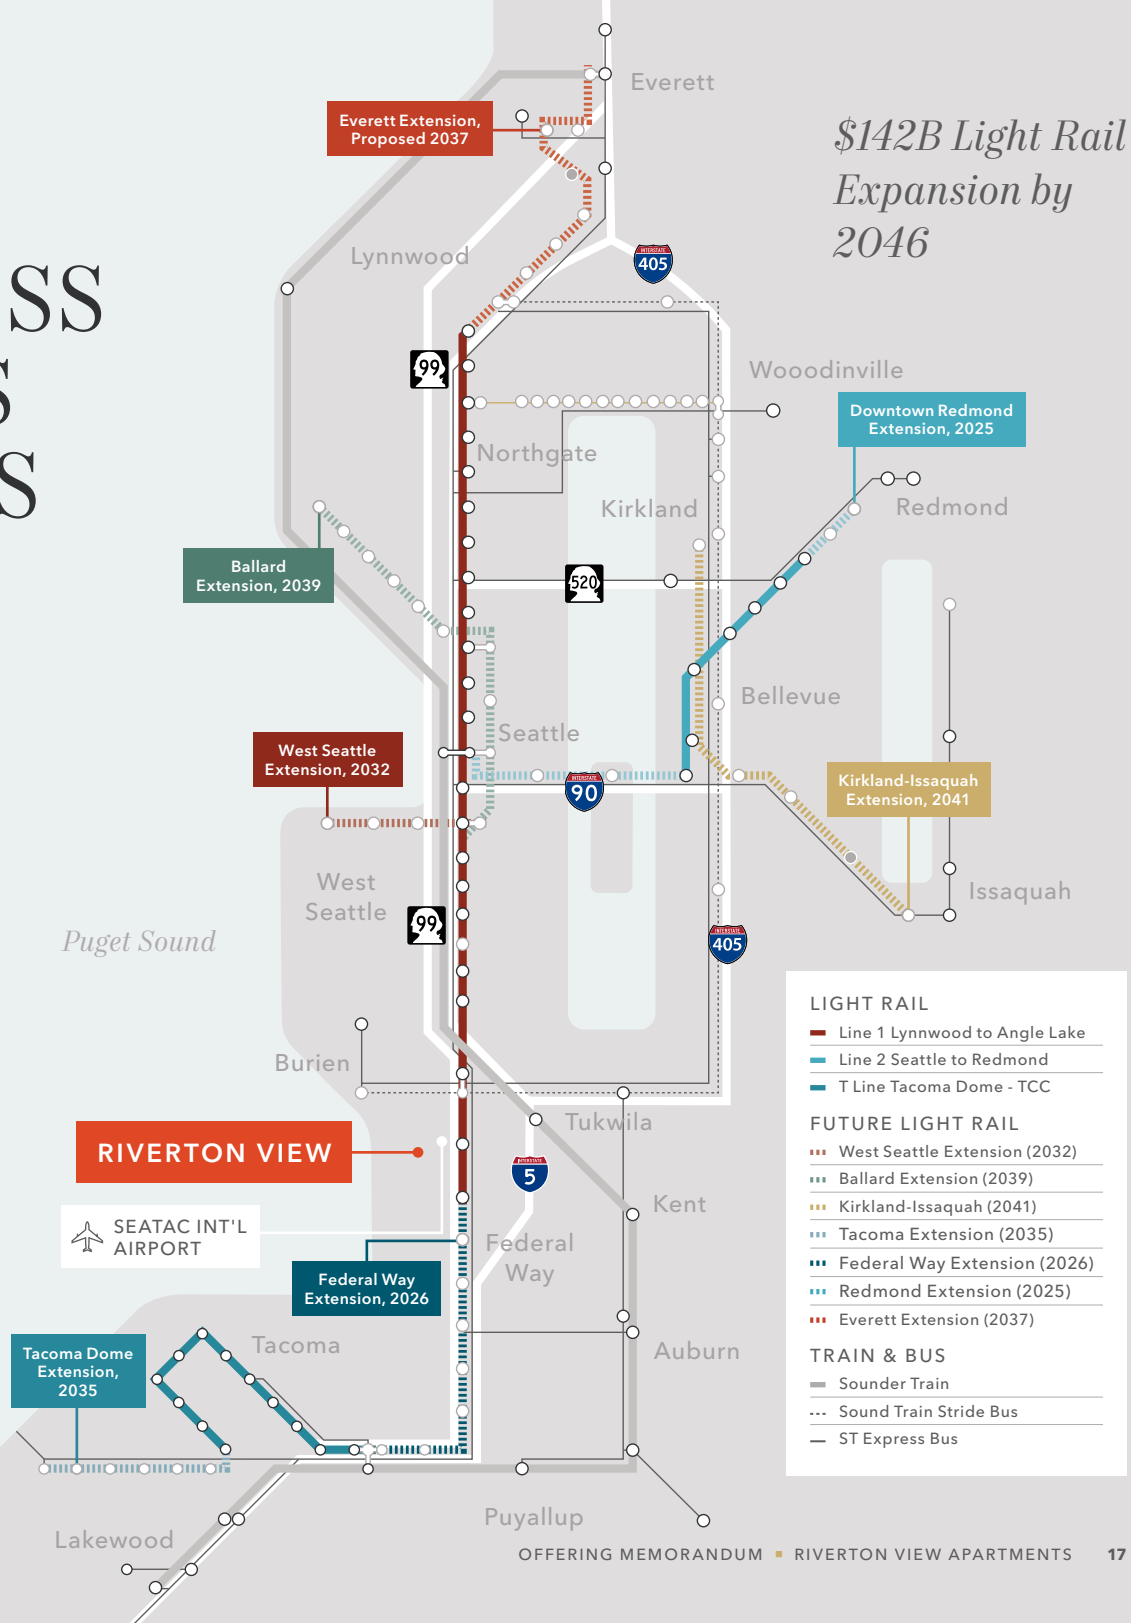 SS
S
S
$142B Light Rail
Expansion by
2046
Everett
Everett Extension,
Proposed 2037
Lynnwood
INTERSTATE
405
99
Wooodinville
Downtown Redmond
Extension, 2025
Northgate
Kirkland
Redmond
Ballard
Extension, 2039
520
Bellevue
Seattle
West Seattle
Extension, 2032
INTERSTATE
90
Kirkland-Issaquah
Extension, 2041
West
Seattle
Issaquah
99
Puget Sound
INTERSTATE
405
Burien
Tukwila
RIVERTON VIEW
INTERSTATE
5
Kent
SEATAC INT'L
AIRPORT
Federal
Way
Federal Way
Extension, 2026
Tacoma
Tacoma Dome
Extension,
2035
Auburn
Puyallup
Lakewood
LIGHT RAIL
Line 1 Lynnwood to Angle Lake
Line 2 Seattle to Redmond
T Line Tacoma Dome - TCC
FUTURE LIGHT RAIL
West Seattle Extension (2032)
Ballard Extension (2039)
Kirkland-Issaquah (2041)
Tacoma Extension (2035)
Federal Way Extension (2026)
Redmond Extension (2025)
Everett Extension (2037)
TRAIN & BUS
Sounder Train
Sound Train Stride Bus
ST Express Bus
OFFERING MEMORANDUM ▪ RIVERTON VIEW APARTMENTS 17